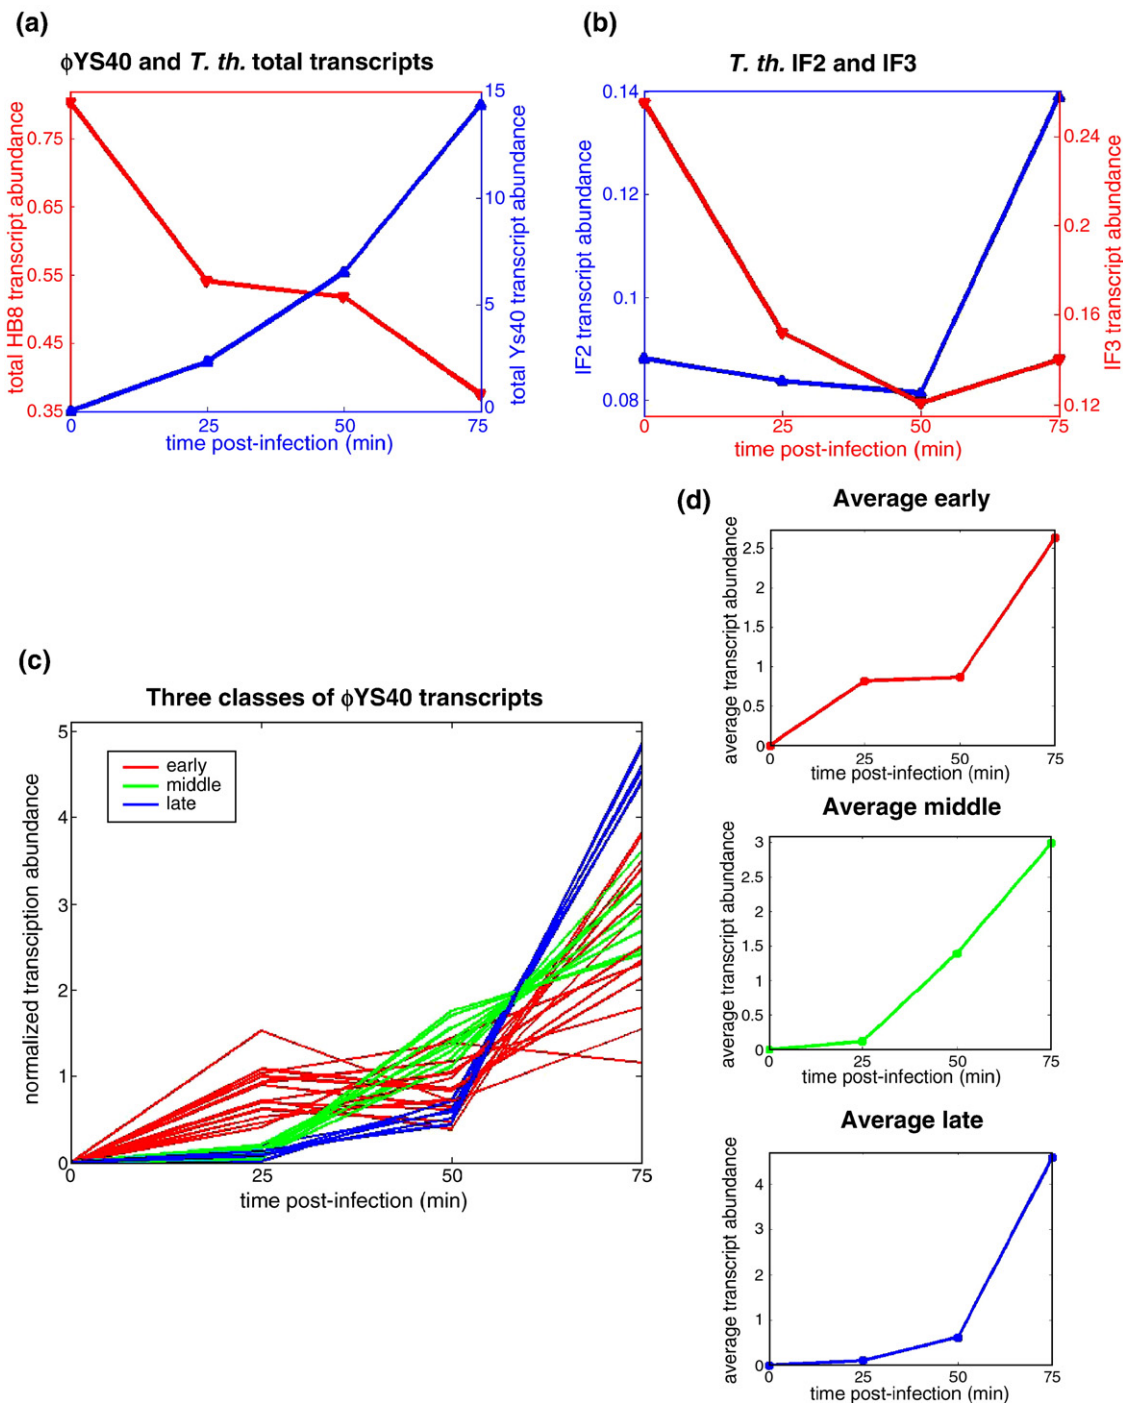 (a)
ϕYS40 and T. th. total transcripts
total HB8 transcript abundance
0.75
0.65
0.55
0.45
0.35
15
10
5
0
total Ys40 transcript abundance
0
25
50
75
time post-infection (min)
(b)
T. th. IF2 and IF3
IF2 transcript abundance
0.14
0.12
0.1
0.08
0.24
0.2
0.16
0.12
IF3 transcript abundance
0
25
50
75
time post-infection (min)
(c)
Three classes of ϕYS40 transcripts
normalized transciption abundance
5
4
3
2
1
0
early
middle
late
0
25
50
75
time post-infection (min)
(d)
Average early
average transcript abundance
2.5
2
1.5
1
0.5
0
0
25
50
75
time post-infection (min)
Average middle
average transcript abundance
3
2.5
2
1.5
1
0.5
0
0
25
50
75
time post-infection (min)
Average late
average transcript abundance
4
3
2
1
0
0
25
50
75
time post-infection (min)